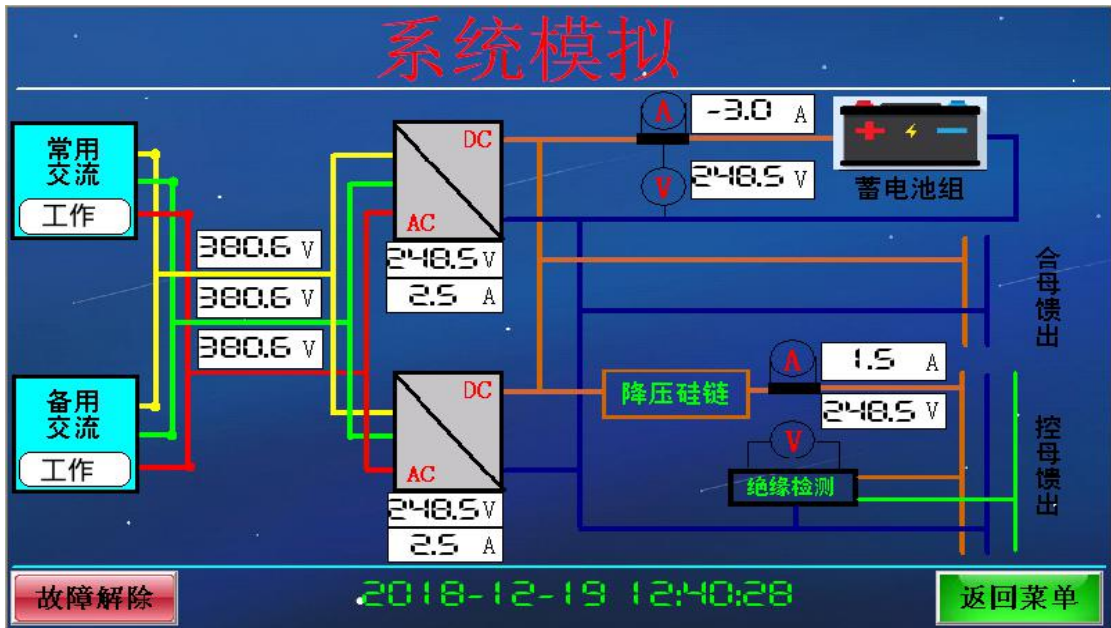 系统模拟
常用
交流
工作
380.6 V
380.6 V
380.6 V
备用
交流
工作
DC
AC
248.5 V
2.5 A
DC
AC
248.5 V
2.5 A
A
-3.0 A
V
248.5 V
蓄电池组
合母馈出
降压硅链
A
1.5 A
248.5 V
V
绝缘检测
控母馈出
故障解除
2018-12-19 12:40:28
返回菜单